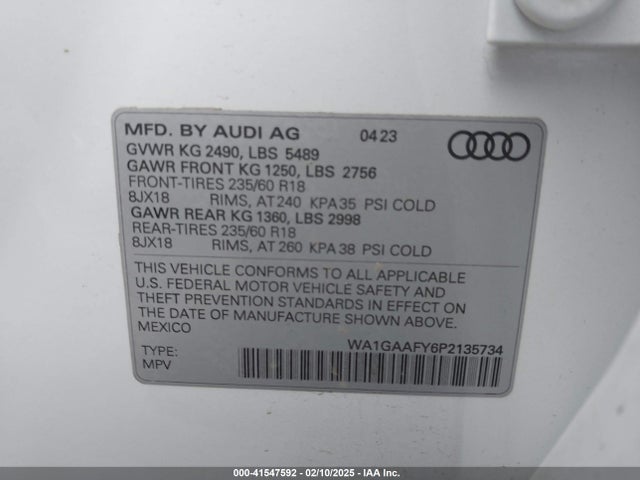 MFD. BY AUDI AG 04 23
GVWR KG 2490, LBS 5489
GAWR FRONT KG 1250, LBS 2756
FRONT-TIRES 235/60 R18
8JX18 RIMS, AT 240 KPA 35 PSI COLD
GAWR REAR KG 1360, LBS 2998
REAR-TIRES 235/60 R18
8JX18 RIMS, AT 260 KPA 38 PSI COLD
THIS VEHICLE CONFORMS TO ALL APPLICABLE
U.S. FEDERAL MOTOR VEHICLE SAFETY AND
THEFT PREVENTION STANDARDS IN EFFECT ON
THE DATE OF MANUFACTURE SHOWN ABOVE.
MEXICO
WA1GAAFY6P2135734
TYPE:
MPV
000-41547592 - 02/10/2025 - IAA Inc.